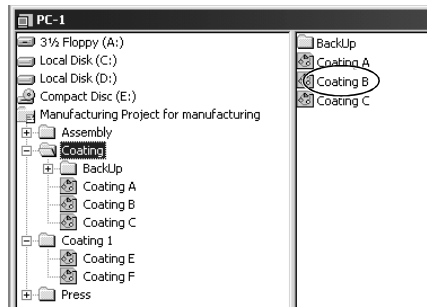 PC-1
3½ Floppy (A:)
Local Disk (C:)
Local Disk (D:)
Compact Disc (E:)
Manufacturing Project for manufacturing
Assembly
Coating
BackUp
Coating A
Coating B
Coating C
Coating 1
Coating E
Coating F
Press
BackUp
Coating A
Coating B
Coating C